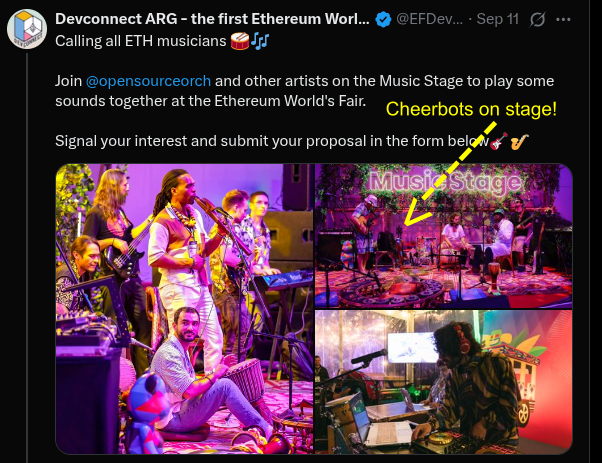 Devconnect ARG - the first Ethereum Worl... @EFDev... · Sep 11
Calling all ETH musicians 🥁🎶
Join @opensourceorch and other artists on the Music Stage to play some
sounds together at the Ethereum World's Fair.
Cheerbots on stage!
Signal your interest and submit your proposal in the form below🎸🎷
Music Stage